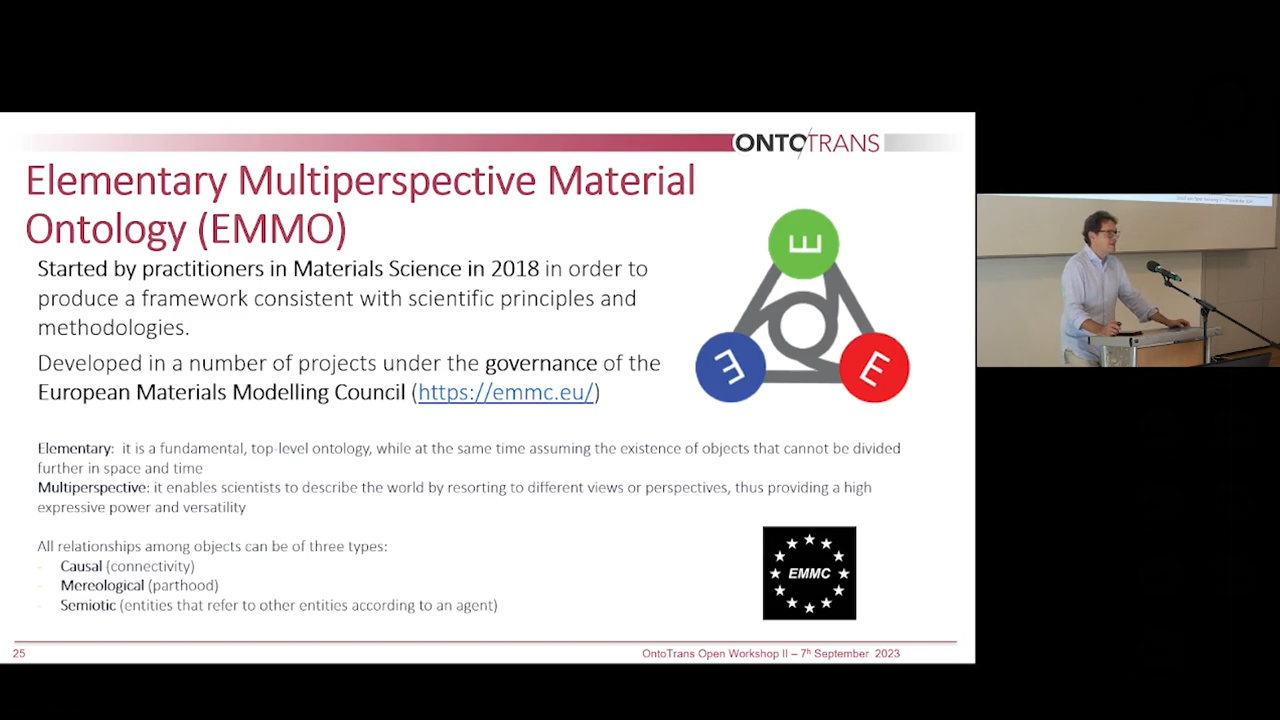 ONTOTRANS
Elementary Multiperspective Material
Ontology (EMMO)
Started by practitioners in Materials Science in 2018 in order to
produce a framework consistent with scientific principles and
methodologies.
Developed in a number of projects under the governance of the
European Materials Modelling Council (https://emmc.eu/)
E
E
E
Elementary: it is a fundamental, top-level ontology, while at the same time assuming the existence of objects that cannot be divided
further in space and time
Multiperspective: it enables scientists to describe the world by resorting to different views or perspectives, thus providing a high
expressive power and versatility
All relationships among objects can be of three types:
- Causal (connectivity)
- Mereological (parthood)
- Semiotic (entities that refer to other entities according to an agent)
EMMC
25
OntoTrans Open Workshop II – 7ʰ September 2023